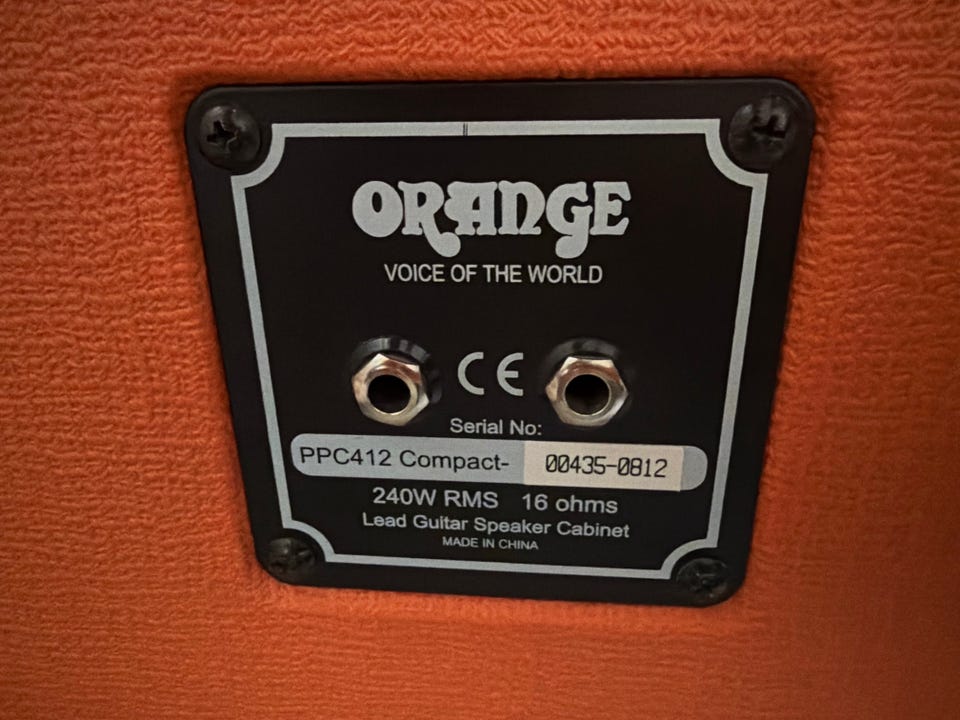 ORANGE
VOICE OF THE WORLD
CE
Serial No:
PPC412 Compact- 00435-0812
240W RMS 16 ohms
Lead Guitar Speaker Cabinet
MADE IN CHINA